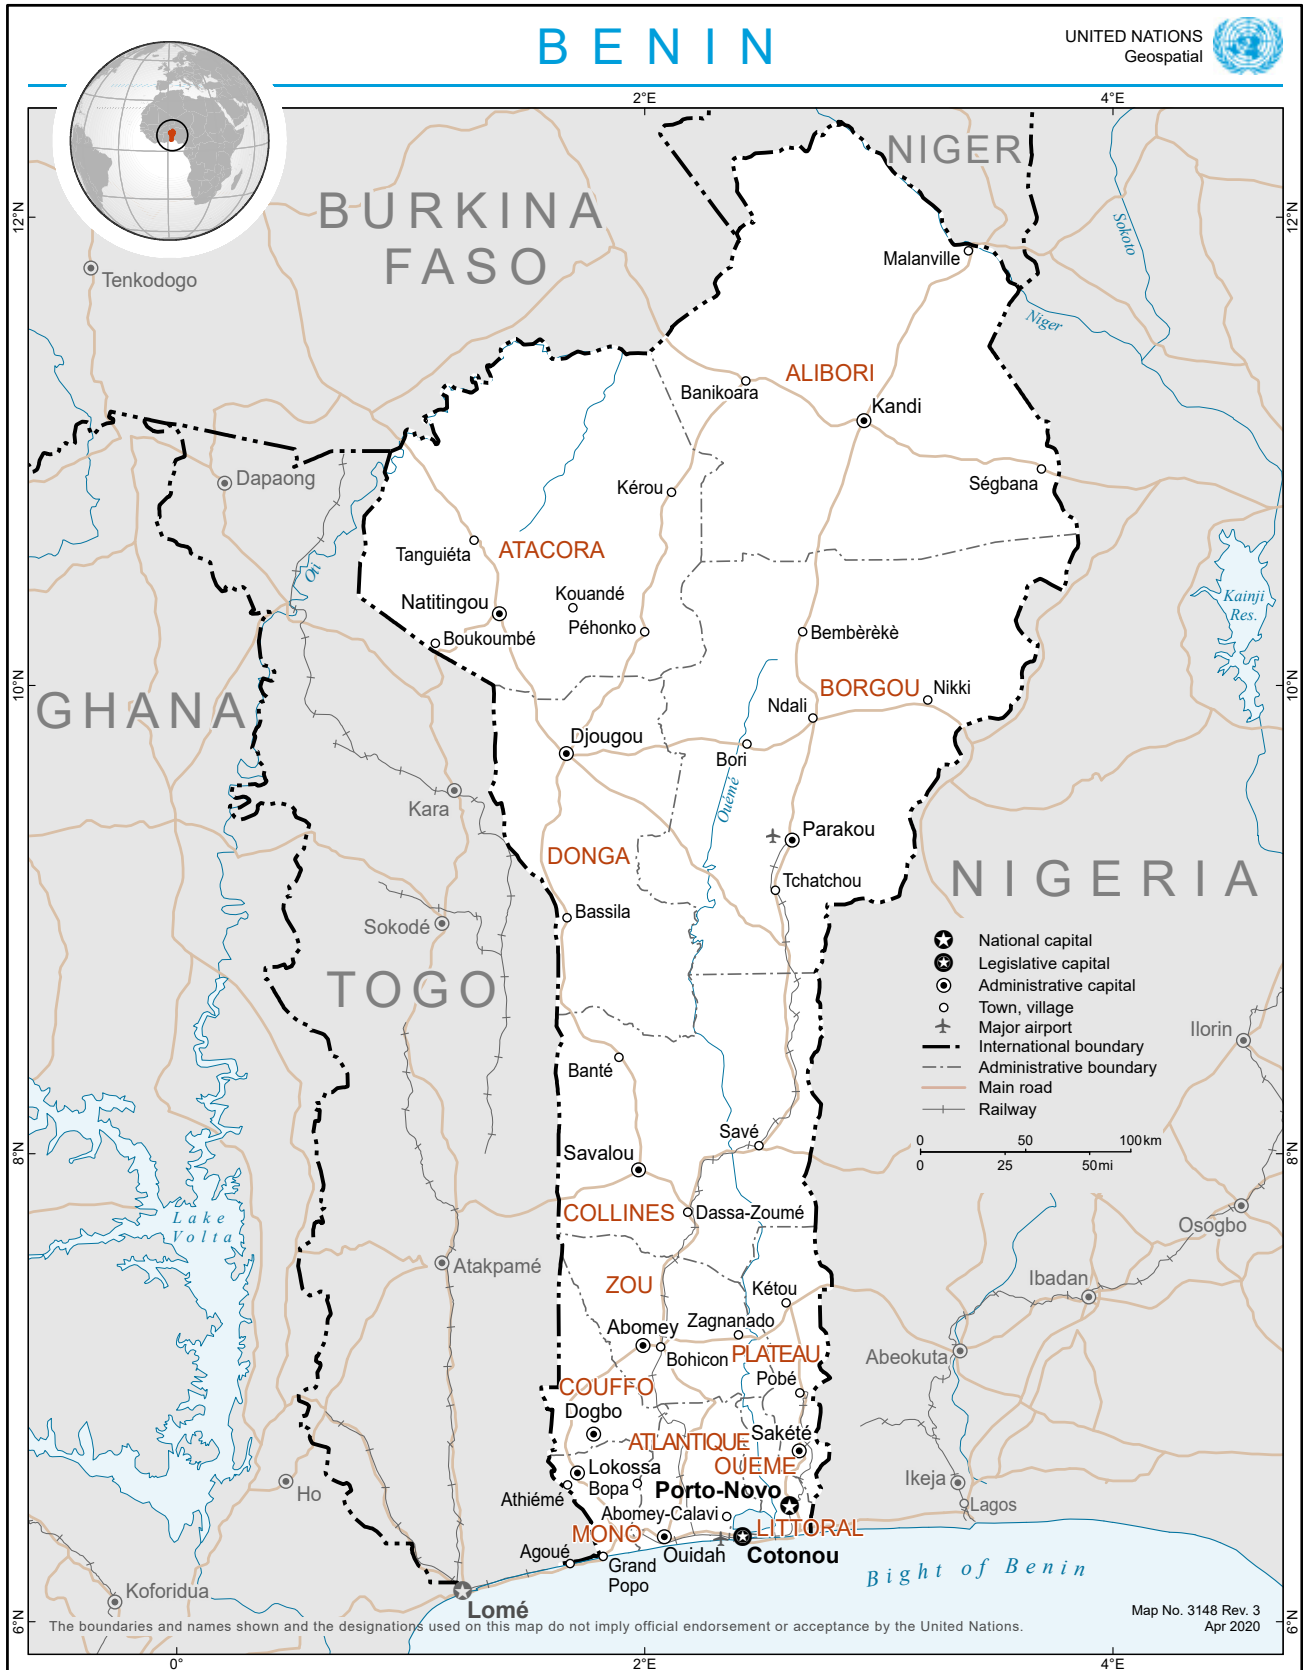 BENIN
UNITED NATIONS
Geospatial
2°E
4°E
NIGER
BURKINA
FASO
12°N
12°N
Sokoto
Malanville
Tenkodogo
Niger
ALIBORI
Banikoara
Kandi
Dapaong
Kérou
Ségbana
Tanguiéta
ATACORA
Oti
Kouandé
Natitingou
Péhonko
Boukoumbé
Bembèrèkè
Kainji
Res.
10°N
10°N
GHANA
BORGOU
Nikki
Ndali
Djougou
Bori
Ouémé
Kara
Parakou
DONGA
NIGERIA
Tchatchou
Bassila
Sokodé
TOGO
National capital
Legislative capital
Administrative capital
Town, village
Major airport
International boundary
Administrative boundary
Main road
Railway
Ilorin
Banté
0 50 100 km
0 25 50 mi
Savé
8°N
8°N
Savalou
Lake
Volta
COLLINES
Dassa-Zoumé
Osogbo
Atakpamé
ZOU
Ibadan
Kétou
Zagnanado
Abomey
Bohicon
PLATEAU
Abeokuta
COUFFO
Pobé
Dogbo
ATLANTIQUE
Sakété
OUEME
Lokossa
Ikeja
Ho
Bopa
Porto-Novo
Athiémé
Lagos
Abomey-Calavi
MONO
LITTORAL
Agoué
Ouidah
Cotonou
Grand
Popo
Bight of Benin
Koforidua
Lomé
Map No. 3148 Rev. 3
Apr 2020
The boundaries and names shown and the designations used on this map do not imply official endorsement or acceptance by the United Nations.
6°N
6°N
0°
2°E
4°E